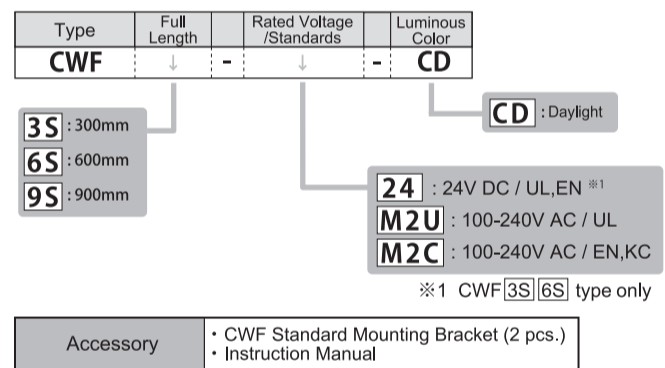 Type Full Length Rated Voltage /Standards Luminous Color
CWF ↓ - ↓ - CD
3S : 300mm
6S : 600mm
9S : 900mm
CD : Daylight
24 : 24V DC / UL,EN ※1
M2U : 100-240V AC / UL
M2C : 100-240V AC / EN,KC
※1 CWF 3S 6S type only
Accessory
・CWF Standard Mounting Bracket (2 pcs.)
・Instruction Manual